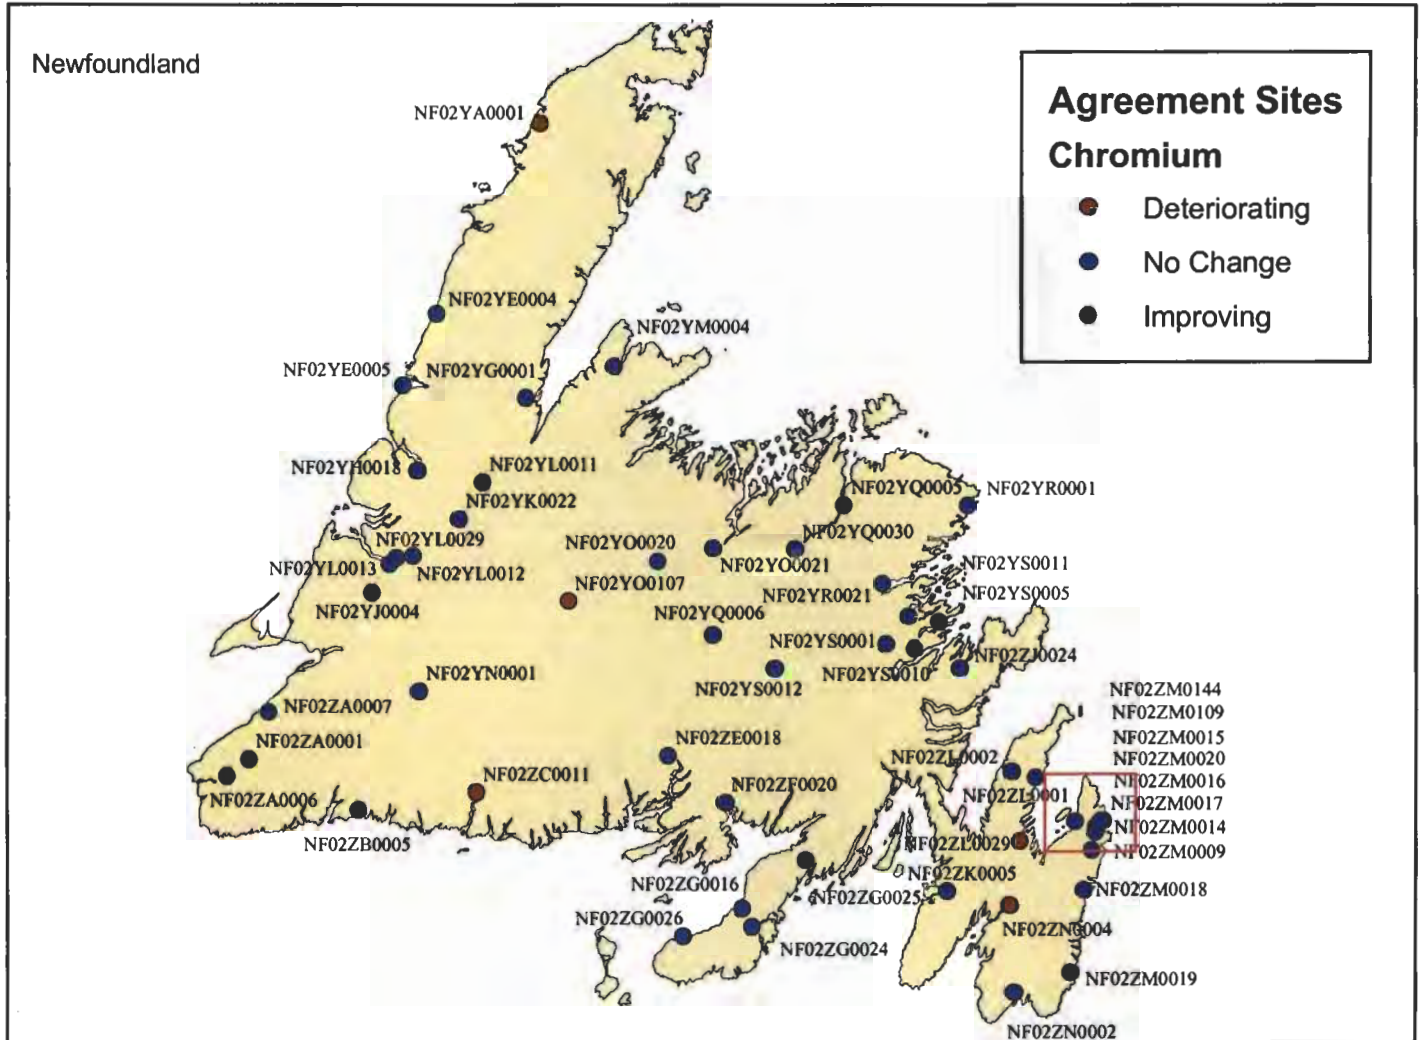 Newfoundland
Agreement Sites
Chromium
Deteriorating
No Change
Improving
NF02YA0001
NF02YE0004
NF02YM0004
NF02YE0005
NF02YG0001
NF02YH0018
NF02YL0011
NF02YQ0005
NF02YR0001
NF02YK0022
NF02YQ0030
NF02YL0029
NF02YO0020
NF02YO0021
NF02YS0011
NF02YL0013
NF02YL0012
NF02YO0107
NF02YR0021
NF02YS0005
NF02YJ0004
NF02YQ0006
NF02YS0001
NF02ZJ0024
NF02YN0001
NF02YS0010
NF02YS0012
NF02ZM0144
NF02ZA0007
NF02ZM0109
NF02ZA0001
NF02ZE0018
NF02ZM0015
NF02ZL0002
NF02ZM0020
NF02ZC0011
NF02ZF0020
NF02ZM0016
NF02ZA0006
NF02ZL0001
NF02ZM0017
NF02ZM0014
NF02ZB0005
NF02ZL0029
NF02ZM0009
NF02ZG0016
NF02ZK0005
NF02ZM0018
NF02ZG0025
NF02ZG0026
NF02ZN0004
NF02ZG0024
NF02ZM0019
NF02ZN0002